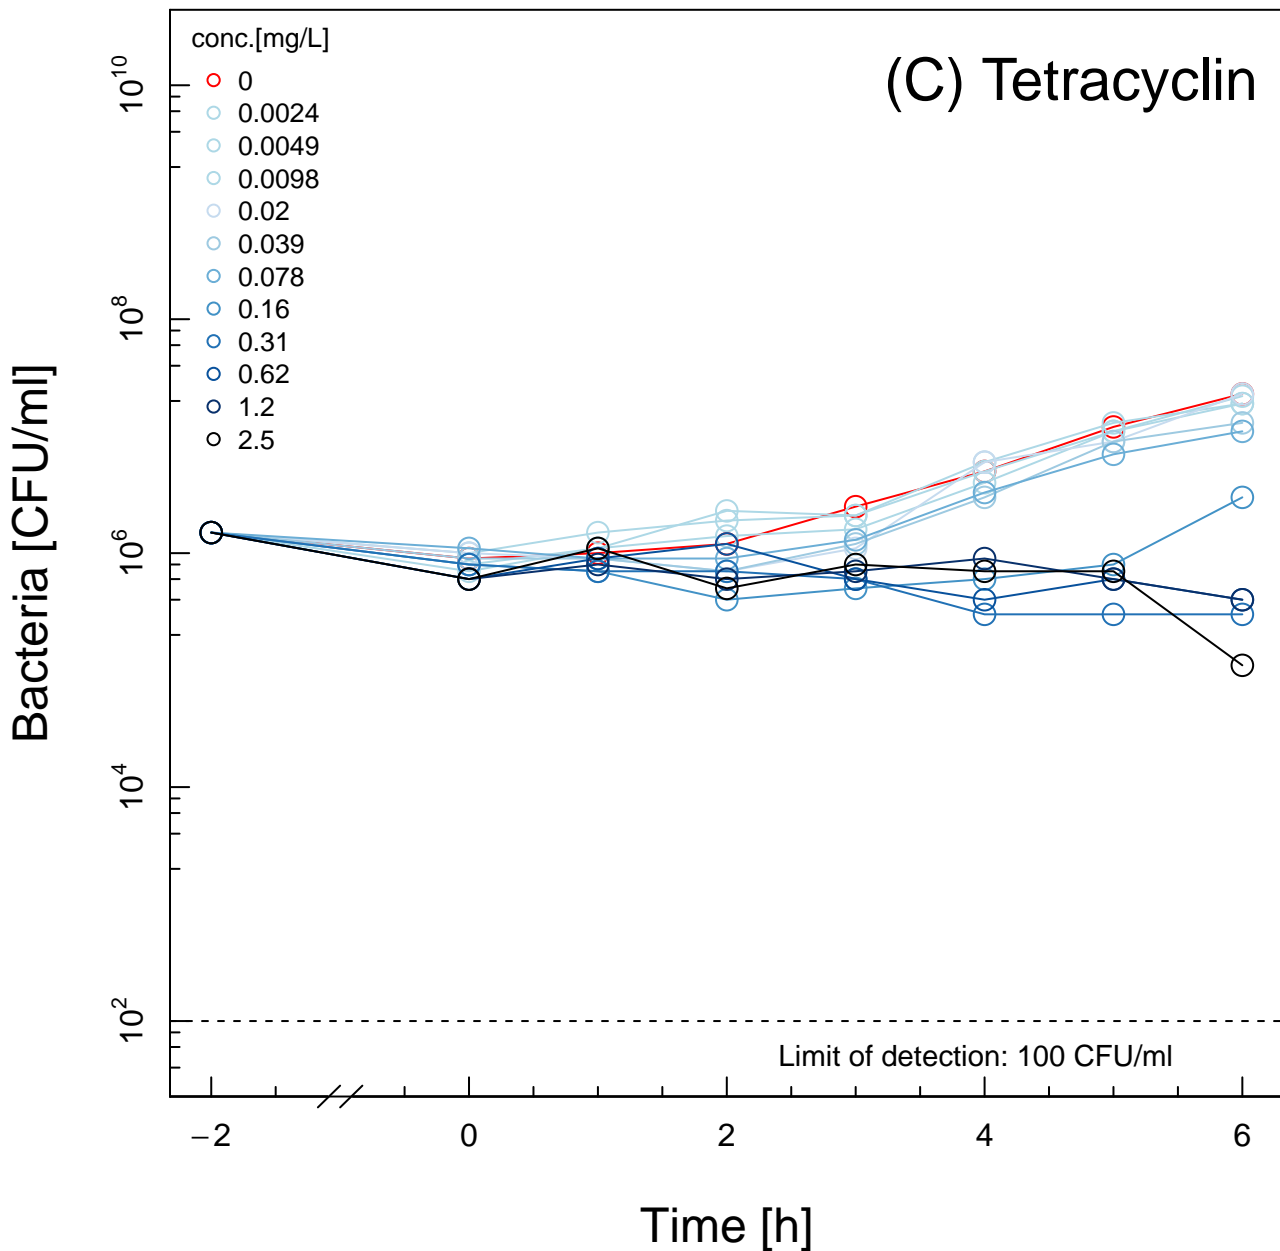 conc.[mg/L]
0
0.0024
0.0049
0.0098
0.02
0.039
0.078
0.16
0.31
0.62
1.2
2.5
(C) Tetracyclin
Bacteria [CFU/ml]
10^10
10^8
10^6
10^4
10^2
Limit of detection: 100 CFU/ml
−2 0 2 4 6
Time [h]